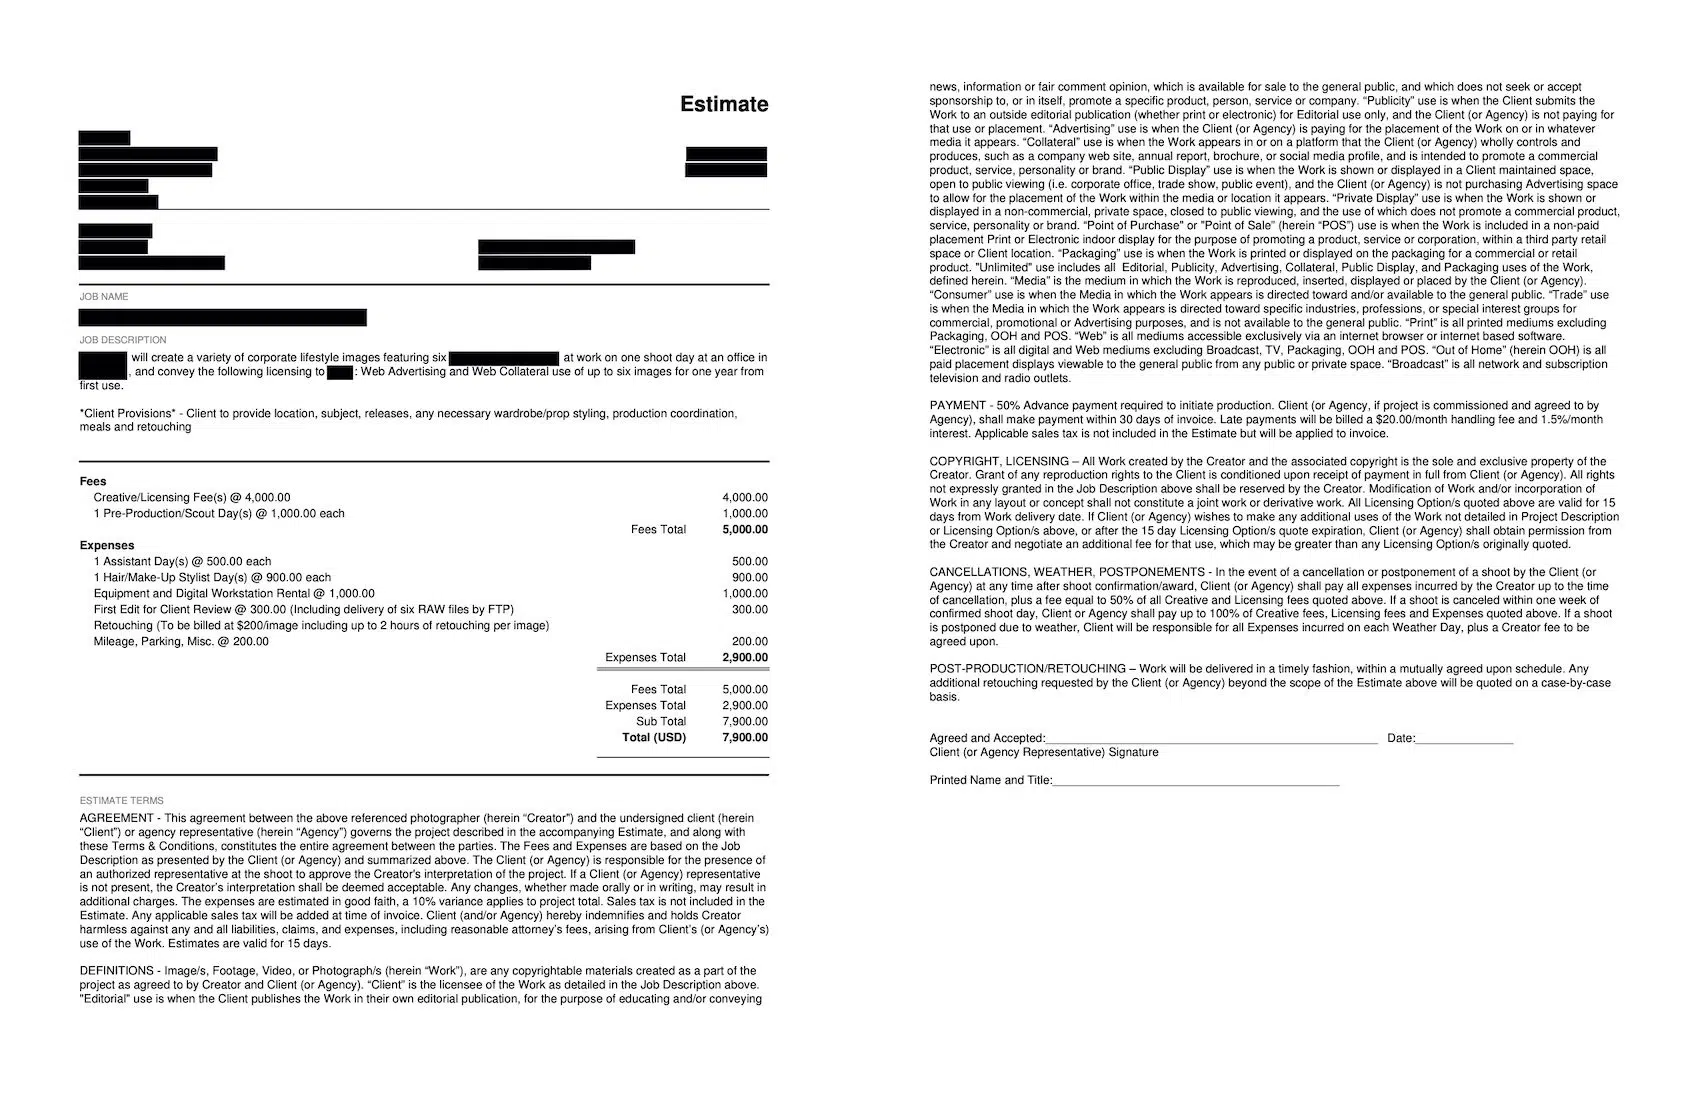 Estimate
JOB NAME
JOB DESCRIPTION
will create a variety of corporate lifestyle images featuring six at work on one shoot day at an office in
, and convey the following licensing to : Web Advertising and Web Collateral use of up to six images for one year from
first use.
*Client Provisions* - Client to provide location, subject, releases, any necessary wardrobe/prop styling, production coordination,
meals and retouching
Fees
Creative/Licensing Fee(s) @ 4,000.00 4,000.00
1 Pre-Production/Scout Day(s) @ 1,000.00 each 1,000.00
Fees Total 5,000.00
Expenses
1 Assistant Day(s) @ 500.00 each 500.00
1 Hair/Make-Up Stylist Day(s) @ 900.00 each 900.00
Equipment and Digital Workstation Rental @ 1,000.00 1,000.00
First Edit for Client Review @ 300.00 (Including delivery of six RAW files by FTP) 300.00
Retouching (To be billed at $200/image including up to 2 hours of retouching per image)
Mileage, Parking, Misc. @ 200.00 200.00
Expenses Total 2,900.00
Fees Total 5,000.00
Expenses Total 2,900.00
Sub Total 7,900.00
Total (USD) 7,900.00
ESTIMATE TERMS
AGREEMENT - This agreement between the above referenced photographer (herein “Creator”) and the undersigned client (herein
“Client”) or agency representative (herein “Agency”) governs the project described in the accompanying Estimate, and along with
these Terms & Conditions, constitutes the entire agreement between the parties. The Fees and Expenses are based on the Job
Description as presented by the Client (or Agency) and summarized above. The Client (or Agency) is responsible for the presence of
an authorized representative at the shoot to approve the Creator's interpretation of the project. If a Client (or Agency) representative
is not present, the Creator’s interpretation shall be deemed acceptable. Any changes, whether made orally or in writing, may result in
additional charges. The expenses are estimated in good faith, a 10% variance applies to project total. Sales tax is not included in the
Estimate. Any applicable sales tax will be added at time of invoice. Client (and/or Agency) hereby indemnifies and holds Creator
harmless against any and all liabilities, claims, and expenses, including reasonable attorney’s fees, arising from Client’s (or Agency’s)
use of the Work. Estimates are valid for 15 days.
DEFINITIONS - Image/s, Footage, Video, or Photograph/s (herein “Work”), are any copyrightable materials created as a part of the
project as agreed to by Creator and Client (or Agency). “Client” is the licensee of the Work as detailed in the Job Description above.
"Editorial" use is when the Client publishes the Work in their own editorial publication, for the purpose of educating and/or conveying
news, information or fair comment opinion, which is available for sale to the general public, and which does not seek or accept
sponsorship to, or in itself, promote a specific product, person, service or company. “Publicity” use is when the Client submits the
Work to an outside editorial publication (whether print or electronic) for Editorial use only, and the Client (or Agency) is not paying for
that use or placement. “Advertising” use is when the Client (or Agency) is paying for the placement of the Work on or in whatever
media it appears. “Collateral” use is when the Work appears in or on a platform that the Client (or Agency) wholly controls and
produces, such as a company web site, annual report, brochure, or social media profile, and is intended to promote a commercial
product, service, personality or brand. “Public Display” use is when the Work is shown or displayed in a Client maintained space,
open to public viewing (i.e. corporate office, trade show, public event), and the Client (or Agency) is not purchasing Advertising space
to allow for the placement of the Work within the media or location it appears. “Private Display” use is when the Work is shown or
displayed in a non-commercial, private space, closed to public viewing, and the use of which does not promote a commercial product,
service, personality or brand. “Point of Purchase" or "Point of Sale” (herein “POS”) use is when the Work is included in a non-paid
placement Print or Electronic indoor display for the purpose of promoting a product, service or corporation, within a third party retail
space or Client location. “Packaging” use is when the Work is printed or displayed on the packaging for a commercial or retail
product. "Unlimited" use includes all Editorial, Publicity, Advertising, Collateral, Public Display, and Packaging uses of the Work,
defined herein. “Media” is the medium in which the Work is reproduced, inserted, displayed or placed by the Client (or Agency).
“Consumer” use is when the Media in which the Work appears is directed toward and/or available to the general public. “Trade” use
is when the Media in which the Work appears is directed toward specific industries, professions, or special interest groups for
commercial, promotional or Advertising purposes, and is not available to the general public. “Print” is all printed mediums excluding
Packaging, OOH and POS. “Web” is all mediums accessible exclusively via an internet browser or internet based software.
“Electronic” is all digital and Web mediums excluding Broadcast, TV, Packaging, OOH and POS. “Out of Home” (herein OOH) is all
paid placement displays viewable to the general public from any public or private space. “Broadcast” is all network and subscription
television and radio outlets.
PAYMENT - 50% Advance payment required to initiate production. Client (or Agency, if project is commissioned and agreed to by
Agency), shall make payment within 30 days of invoice. Late payments will be billed a $20.00/month handling fee and 1.5%/month
interest. Applicable sales tax is not included in the Estimate but will be applied to invoice.
COPYRIGHT, LICENSING – All Work created by the Creator and the associated copyright is the sole and exclusive property of the
Creator. Grant of any reproduction rights to the Client is conditioned upon receipt of payment in full from Client (or Agency). All rights
not expressly granted in the Job Description above shall be reserved by the Creator. Modification of Work and/or incorporation of
Work in any layout or concept shall not constitute a joint work or derivative work. All Licensing Option/s quoted above are valid for 15
days from Work delivery date. If Client (or Agency) wishes to make any additional uses of the Work not detailed in Project Description
or Licensing Option/s above, or after the 15 day Licensing Option/s quote expiration, Client (or Agency) shall obtain permission from
the Creator and negotiate an additional fee for that use, which may be greater than any Licensing Option/s originally quoted.
CANCELLATIONS, WEATHER, POSTPONEMENTS - In the event of a cancellation or postponement of a shoot by the Client (or
Agency) at any time after shoot confirmation/award, Client (or Agency) shall pay all expenses incurred by the Creator up to the time
of cancellation, plus a fee equal to 50% of all Creative and Licensing fees quoted above. If a shoot is canceled within one week of
confirmed shoot day, Client or Agency shall pay up to 100% of Creative fees, Licensing fees and Expenses quoted above. If a shoot
is postponed due to weather, Client will be responsible for all Expenses incurred on each Weather Day, plus a Creator fee to be
agreed upon.
POST-PRODUCTION/RETOUCHING – Work will be delivered in a timely fashion, within a mutually agreed upon schedule. Any
additional retouching requested by the Client (or Agency) beyond the scope of the Estimate above will be quoted on a case-by-case
basis.
Agreed and Accepted: Date:
Client (or Agency Representative) Signature
Printed Name and Title: